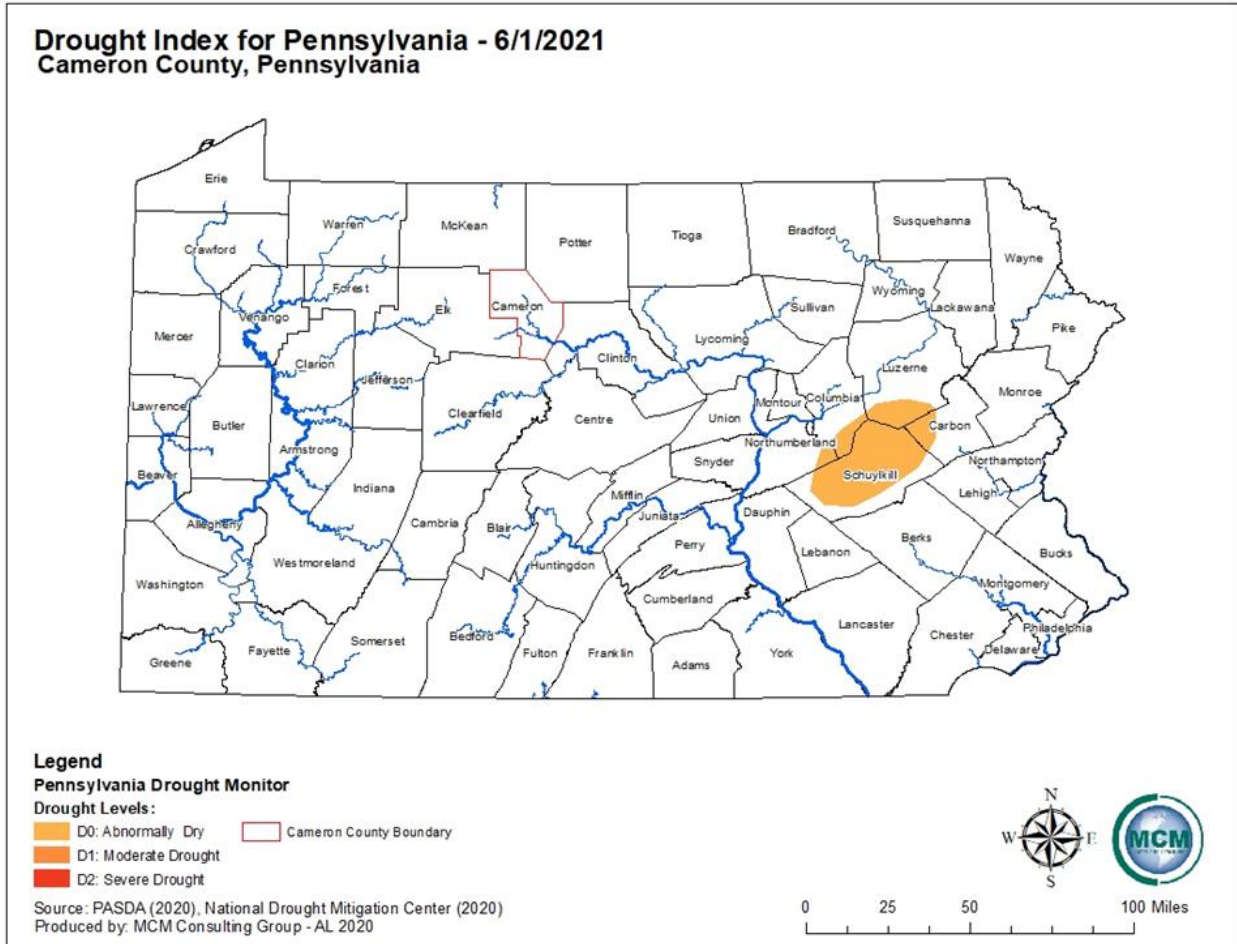 Drought Index for Pennsylvania - 6/1/2021
Cameron County, Pennsylvania
Erie
Crawford
Warren
McKean
Potter
Tioga
Bradford
Susquehanna
Wayne
Forest
Venango
Mercer
Elk
Cameron
Clinton
Lycoming
Sullivan
Wyoming
Lackawana
Pike
Lawrence
Butler
Clarion
Jefferson
Clearfield
Centre
Union
Montour
Columbia
Luzerne
Monroe
Carbon
Beaver
Armstrong
Indiana
Snyder
Northumberland
Schuylkill
Northampton
Lehigh
Allegheny
Cambria
Blair
Mifflin
Juniata
Dauphin
Perry
Lebanon
Berks
Bucks
Washington
Westmoreland
Huntingdon
Cumberland
Montgomery
Greene
Fayette
Somerset
Bedford
Fulton
Franklin
Adams
York
Lancaster
Chester
Delaware
Philadelphia
Legend
Pennsylvania Drought Monitor
Drought Levels:
D0: Abnormally Dry
Cameron County Boundary
D1: Moderate Drought
D2: Severe Drought
Source: PASDA (2020), National Drought Mitigation Center (2020)
Produced by: MCM Consulting Group - AL 2020
N
W
E
S
MCM
0 25 50 100 Miles